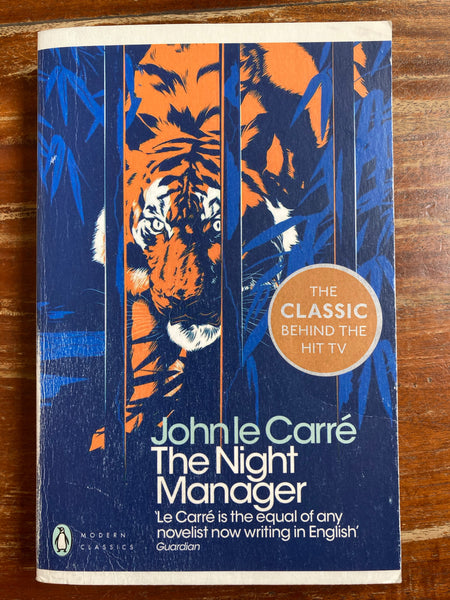 THE
CLASSIC
BEHIND THE
HIT TV
John le Carré
The Night
Manager
'Le Carré is the equal of any
novelist now writing in English'
Guardian
MODERN
CLASSICS